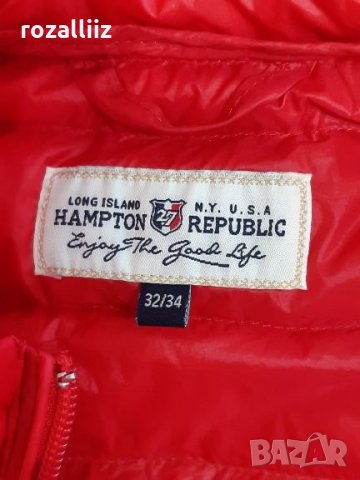 rozalliiz
LONG ISLAND N.Y. U.S.A
HAMPTON 27 REPUBLIC
Enjoy The Good Life
32/34
BAZAR